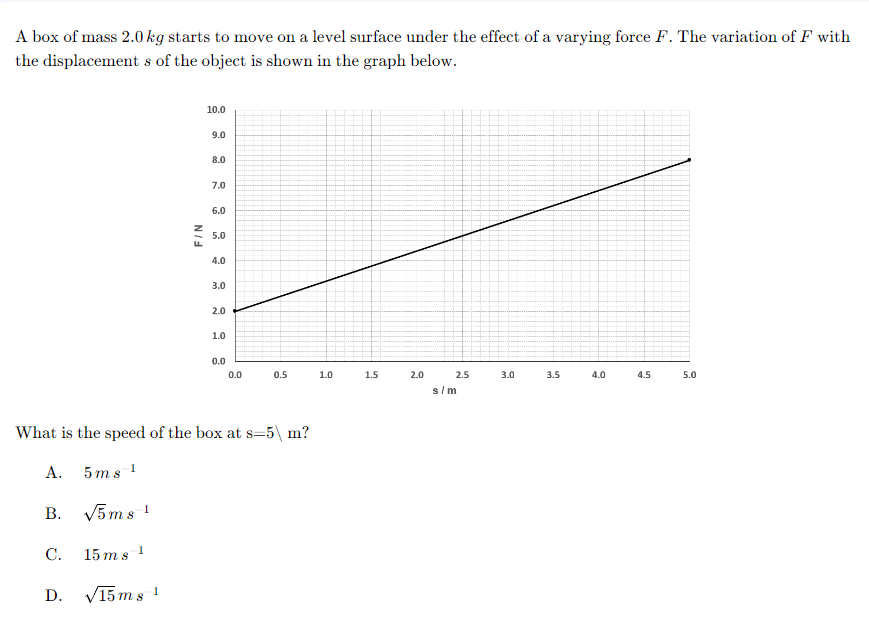 A box of mass 2.0 kg starts to move on a level surface under the effect of a varying force F. The variation of F with
the displacement s of the object is shown in the graph below.
10.0
9.0
8.0
7.0
6.0
5.0
4.0
3.0
2.0
1.0
0.0
F / N
0.0 0.5 1.0 1.5 2.0 2.5 3.0 3.5 4.0 4.5 5.0
s / m
What is the speed of the box at s=5\ m?
A. 5 m s⁻¹
B. √5 m s⁻¹
C. 15 m s⁻¹
D. √15 m s⁻¹